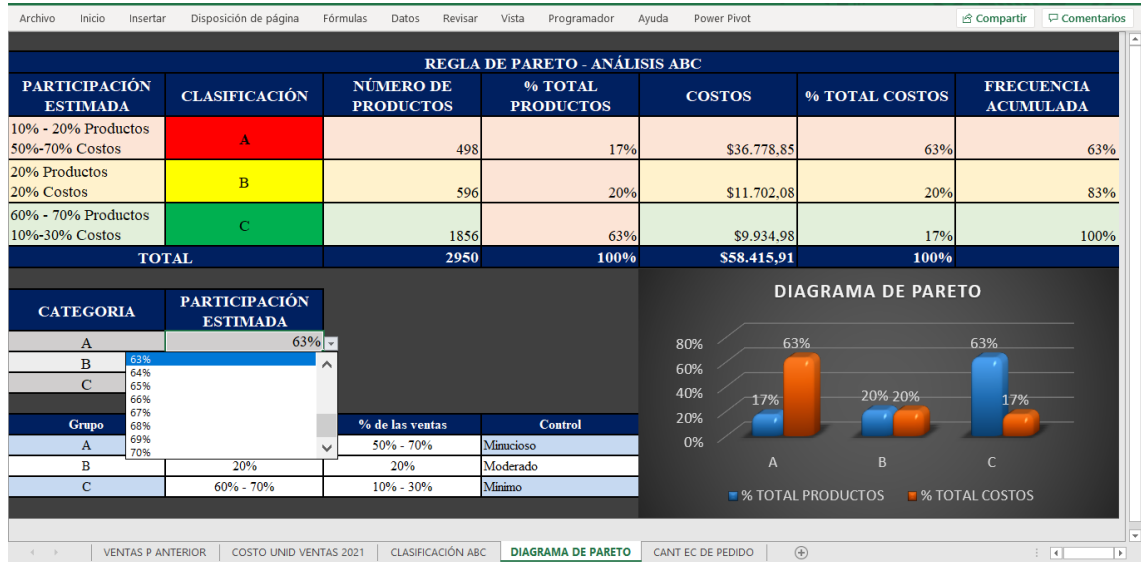 Archivo Inicio Insertar Disposición de página Fórmulas Datos Revisar Vista Programador Ayuda Power Pivot Compartir Comentarios
REGLA DE PARETO - ANÁLISIS ABC
PARTICIPACIÓN ESTIMADA CLASIFICACIÓN NÚMERO DE PRODUCTOS % TOTAL PRODUCTOS COSTOS % TOTAL COSTOS FRECUENCIA ACUMULADA
10% - 20% Productos
50%-70% Costos A 498 17% $36.778,85 63% 63%
20% Productos
20% Costos B 596 20% $11.702,08 20% 83%
60% - 70% Productos
10%-30% Costos C 1856 63% $9.934,98 17% 100%
TOTAL 2950 100% $58.415,91 100%
CATEGORIA PARTICIPACIÓN ESTIMADA
A 63%
B
C
63%
64%
65%
66%
67%
68%
69%
70%
Grupo % de las ventas Control
A 50% - 70% Minucioso
B 20% 20% Moderado
C 60% - 70% 10% - 30% Mínimo
DIAGRAMA DE PARETO
80%
60%
40%
20%
0%
17% 63%
20% 20%
63% 17%
A B C
% TOTAL PRODUCTOS % TOTAL COSTOS
VENTAS P ANTERIOR COSTO UNID VENTAS 2021 CLASIFICACIÓN ABC DIAGRAMA DE PARETO CANT EC DE PEDIDO